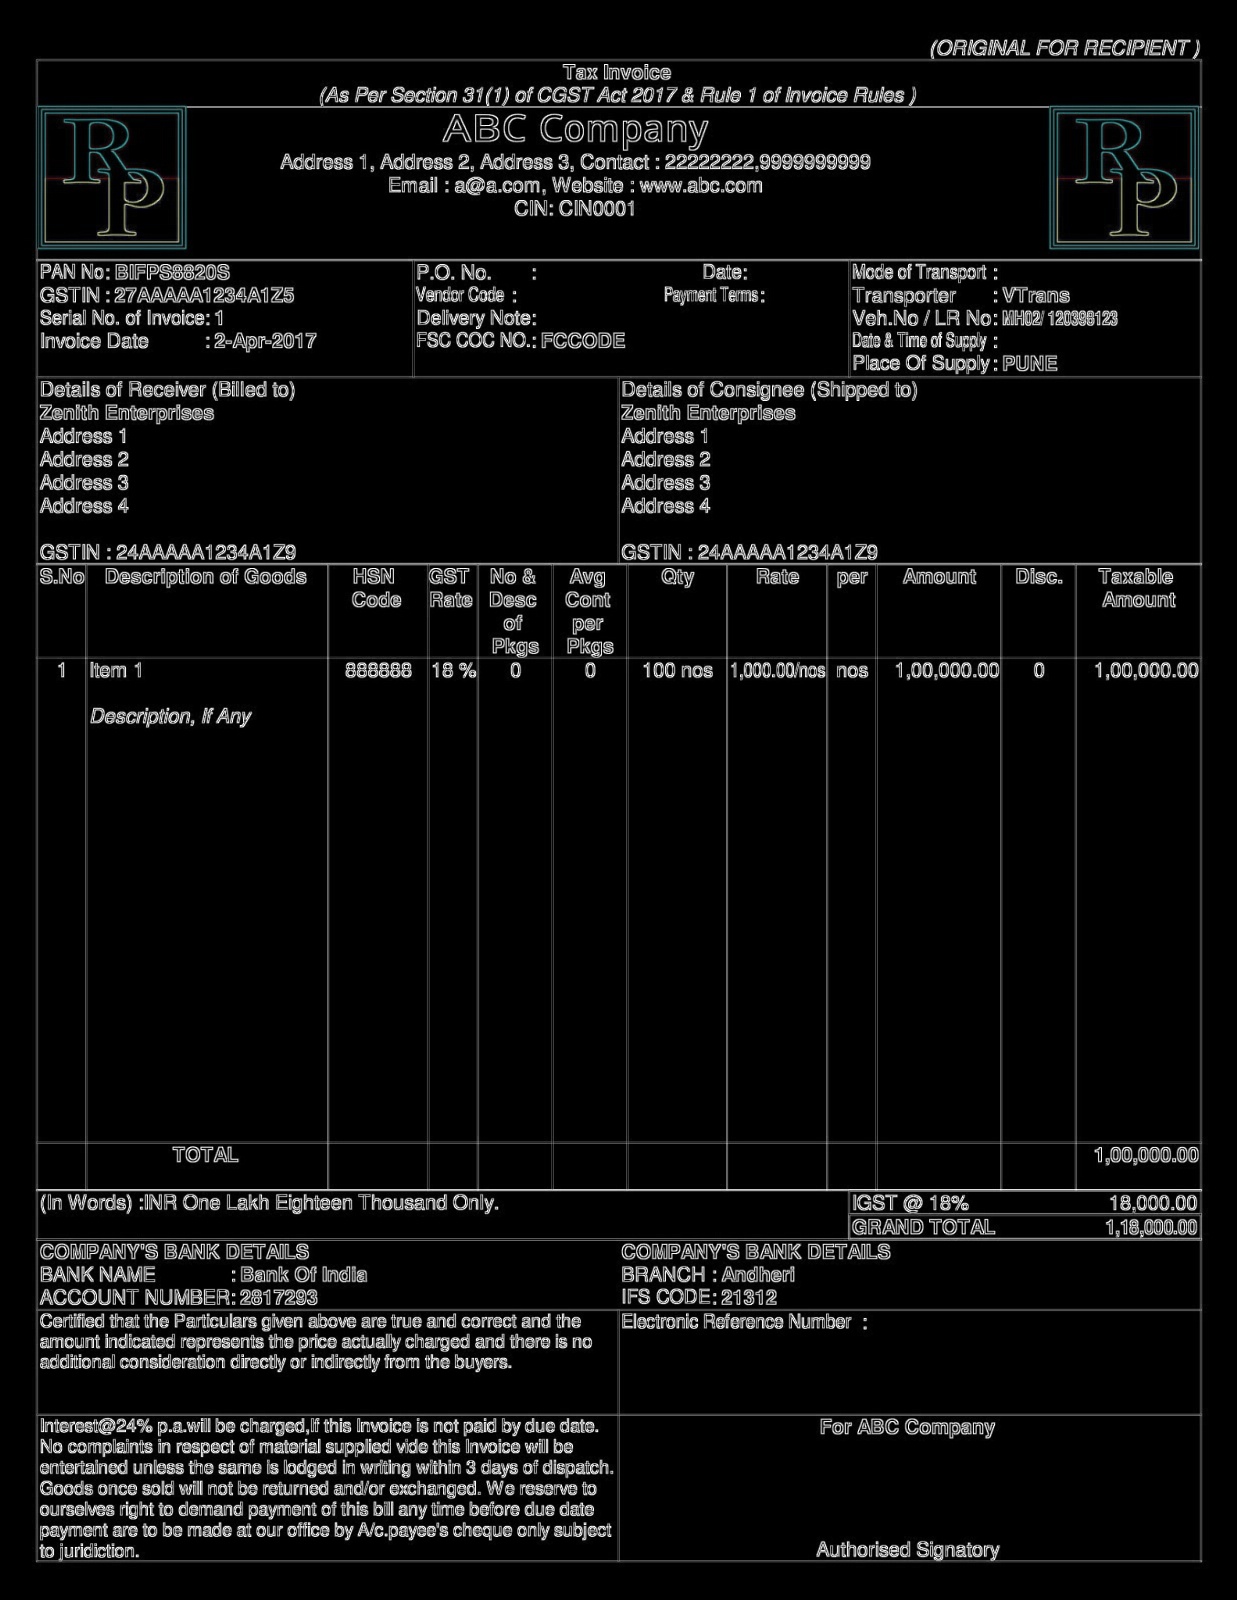 (ORIGINAL FOR RECIPIENT )
Tax Invoice
(As Per Section 31(1) of CGST Act 2017 & Rule 1 of Invoice Rules )
RP
ABC Company
RP
Address 1, Address 2, Address 3, Contact : 22222222,9999999999
Email : a@a.com, Website : www.abc.com
CIN: CIN0001
PAN No: BIFPS8820S
GSTIN : 27AAAAA1234A1Z5
Serial No. of Invoice: 1
Invoice Date : 2-Apr-2017
P.O. No. : Date:
Vendor Code : Payment Terms:
Delivery Note:
FSC COC NO.: FCCODE
Mode of Transport :
Transporter : VTrans
Veh.No / LR No: MH02/ 120398123
Date & Time of Supply :
Place Of Supply: PUNE
Details of Receiver (Billed to)
Zenith Enterprises
Address 1
Address 2
Address 3
Address 4
GSTIN : 24AAAAA1234A1Z9
Details of Consignee (Shipped to)
Zenith Enterprises
Address 1
Address 2
Address 3
Address 4
GSTIN : 24AAAAA1234A1Z9
S.No Description of Goods HSN GST No & Avg Qty Rate per Amount Disc. Taxable
Code Rate Desc Cont Amount
of per
Pkgs Pkgs
1 Item 1 888888 18 % 0 0 100 nos 1,000.00/nos nos 1,00,000.00 0 1,00,000.00
Description, If Any
TOTAL 1,00,000.00
(In Words) :INR One Lakh Eighteen Thousand Only.
IGST @ 18% 18,000.00
GRAND TOTAL 1,18,000.00
COMPANY'S BANK DETAILS
BANK NAME : Bank Of India
ACCOUNT NUMBER: 2817293
COMPANY'S BANK DETAILS
BRANCH : Andheri
IFS CODE: 21312
Certified that the Particulars given above are true and correct and the
amount indicated represents the price actually charged and there is no
additional consideration directly or indirectly from the buyers.
Electronic Reference Number :
Interest@24% p.a.will be charged,if this Invoice is not paid by due date.
No complaints in respect of material supplied vide this Invoice will be
entertained unless the same is lodged in writing within 3 days of dispatch.
Goods once sold will not be returned and/or exchanged. We reserve to
ourselves right to demand payment of this bill any time before due date
payment are to be made at our office by A/c.payee's cheque only subject
to juridiction.
For ABC Company
Authorised Signatory